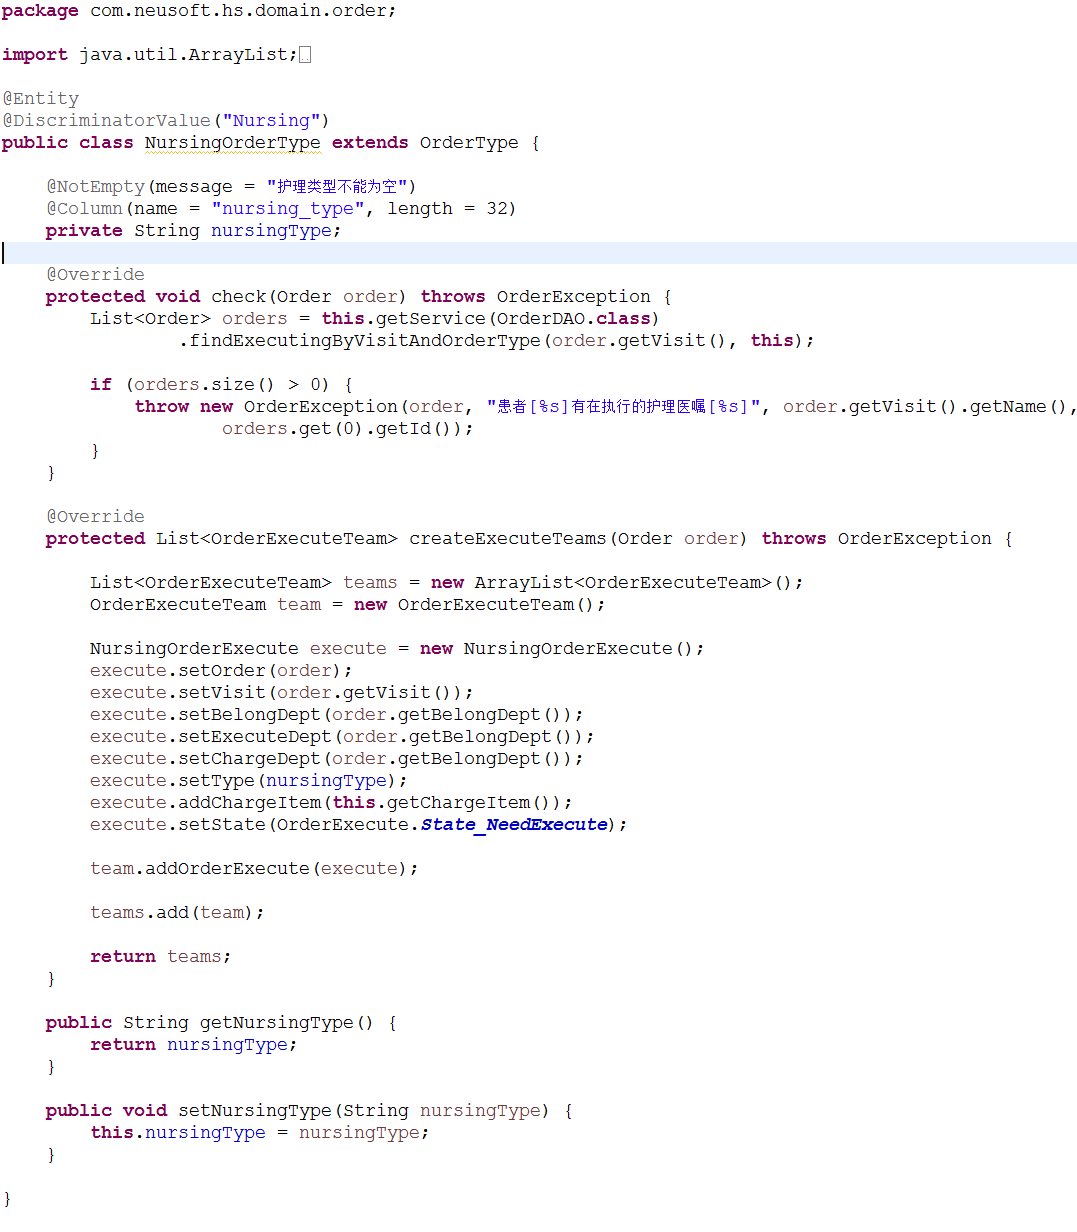 package com.neusoft.hs.domain.order;
import java.util.ArrayList;
@Entity
@DiscriminatorValue("Nursing")
public class NursingOrderType extends OrderType {
@NotEmpty(message = "护理类型不能为空")
@Column(name = "nursing_type", length = 32)
private String nursingType;
@Override
protected void check(Order order) throws OrderException {
List<Order> orders = this.getService(OrderDAO.class)
.findExecutingByVisitAndOrderType(order.getVisit(), this);
if (orders.size() > 0) {
throw new OrderException(order, "患者[%s]有在执行的护理医嘱[%s]", order.getVisit().getName(),
orders.get(0).getId());
}
}
@Override
protected List<OrderExecuteTeam> createExecuteTeams(Order order) throws OrderException {
List<OrderExecuteTeam> teams = new ArrayList<OrderExecuteTeam>();
OrderExecuteTeam team = new OrderExecuteTeam();
NursingOrderExecute execute = new NursingOrderExecute();
execute.setOrder(order);
execute.setVisit(order.getVisit());
execute.setBelongDept(order.getBelongDept());
execute.setExecuteDept(order.getBelongDept());
execute.setChargeDept(order.getBelongDept());
execute.setType(nursingType);
execute.addChargeItem(this.getChargeItem());
execute.setState(OrderExecute.State_NeedExecute);
team.addOrderExecute(execute);
teams.add(team);
return teams;
}
public String getNursingType() {
return nursingType;
}
public void setNursingType(String nursingType) {
this.nursingType = nursingType;
}
}